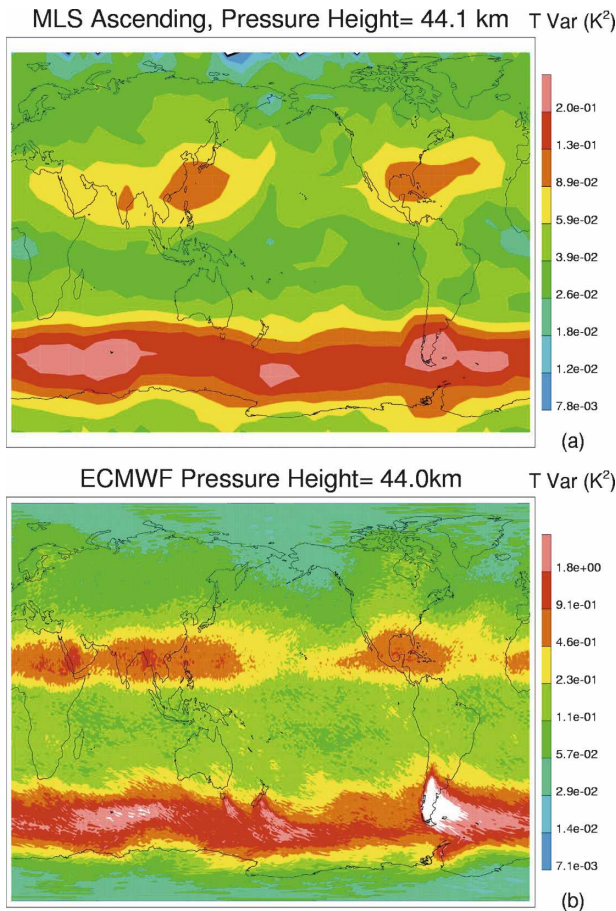 MLS Ascending, Pressure Height= 44.1 km T Var (K²)
2.0e-01
1.3e-01
8.9e-02
5.9e-02
3.9e-02
2.6e-02
1.8e-02
1.2e-02
7.8e-03
(a)
ECMWF Pressure Height= 44.0km T Var (K²)
1.8e+00
9.1e-01
4.6e-01
2.3e-01
1.1e-01
5.7e-02
2.9e-02
1.4e-02
7.1e-03
(b)